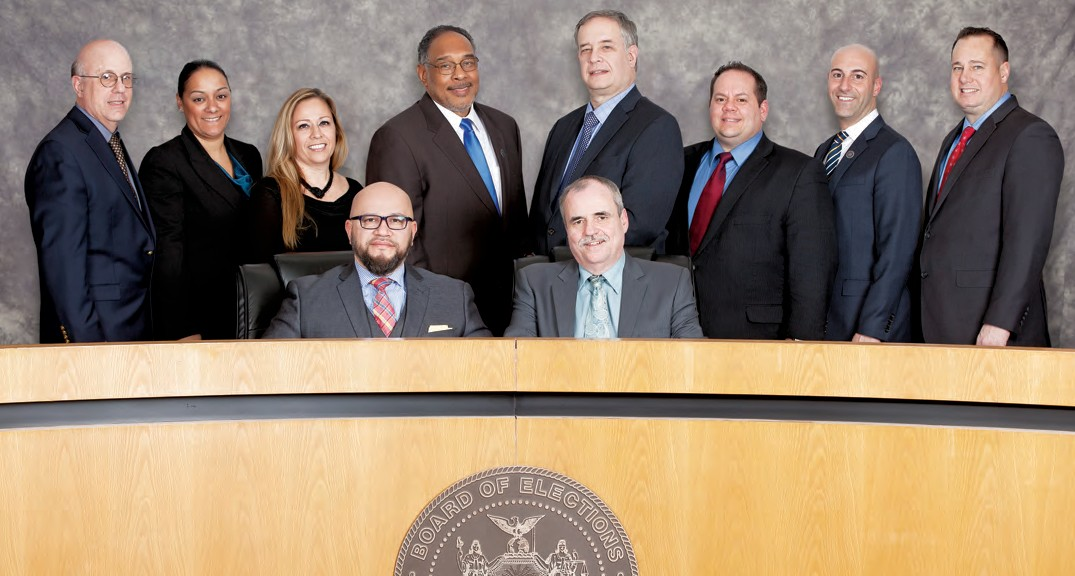 · BOARD OF ELECTIONS ·